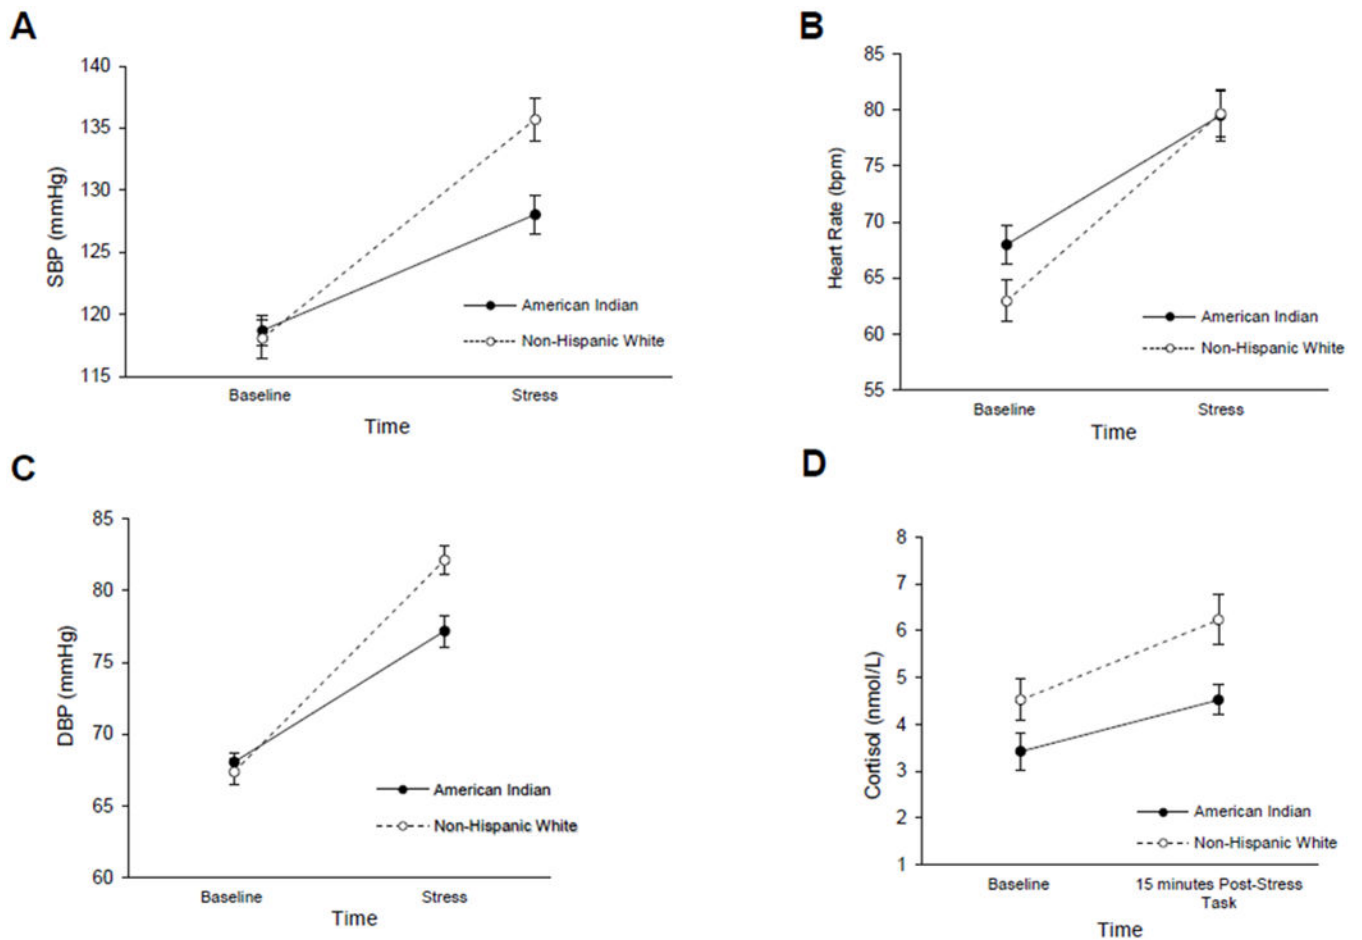 A
SBP (mmHg)
140
135
130
125
120
115
American Indian
Non-Hispanic White
Baseline
Stress
Time
B
Heart Rate (bpm)
85
80
75
70
65
60
55
American Indian
Non-Hispanic White
Baseline
Stress
Time
C
DBP (mmHg)
85
80
75
70
65
60
American Indian
Non-Hispanic White
Baseline
Stress
Time
D
Cortisol (nmol/L)
8
7
6
5
4
3
2
1
American Indian
Non-Hispanic White
Baseline
15 minutes Post-Stress
Task
Time